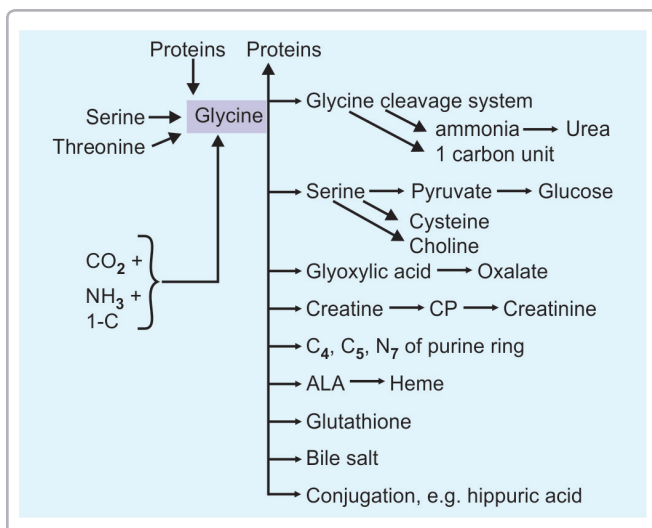 Proteins Proteins
Serine Glycine Glycine cleavage system
Threonine ammonia Urea
1 carbon unit
Serine Pyruvate Glucose
Cysteine
Choline
CO2 +
NH3 +
1-C
Glyoxylic acid Oxalate
Creatine CP Creatinine
C4, C5, N7 of purine ring
ALA Heme
Glutathione
Bile salt
Conjugation, e.g. hippuric acid